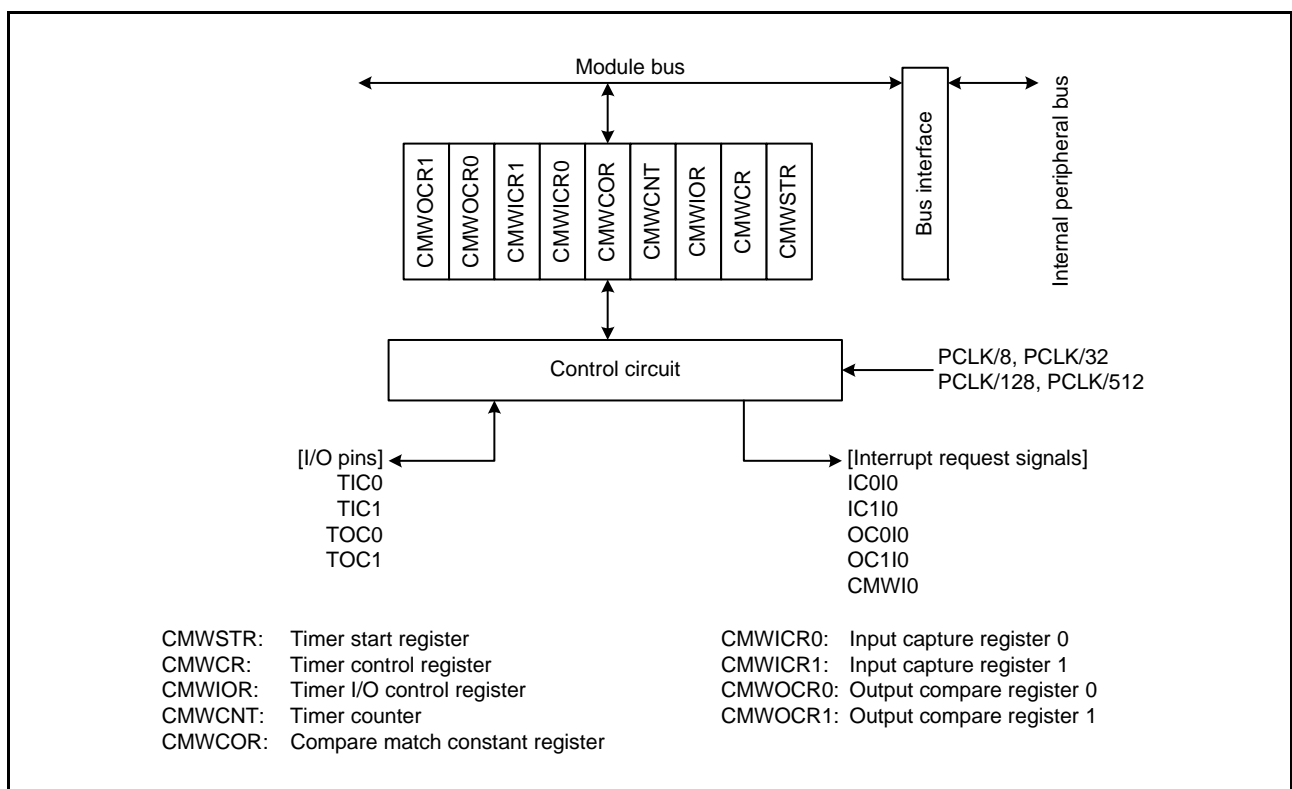 Module bus
Bus interface
Internal peripheral bus
CMWOCR1
CMWOCR0
CMWICR1
CMWICR0
CMWCOR
CMWCNT
CMWIOR
CMWCR
CMWSTR
Control circuit
PCLK/8, PCLK/32
PCLK/128, PCLK/512
[I/O pins]
TIC0
TIC1
TOC0
TOC1
[Interrupt request signals]
IC0I0
IC1I0
OC0I0
OC1I0
CMWI0
CMWSTR: Timer start register
CMWCR: Timer control register
CMWIOR: Timer I/O control register
CMWCNT: Timer counter
CMWCOR: Compare match constant register
CMWICR0: Input capture register 0
CMWICR1: Input capture register 1
CMWOCR0: Output compare register 0
CMWOCR1: Output compare register 1